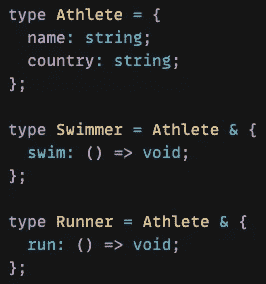 type Athlete = {
  name: string;
  country: string;
};

type Swimmer = Athlete & {
  swim: () => void;
};

type Runner = Athlete & {
  run: () => void;
};